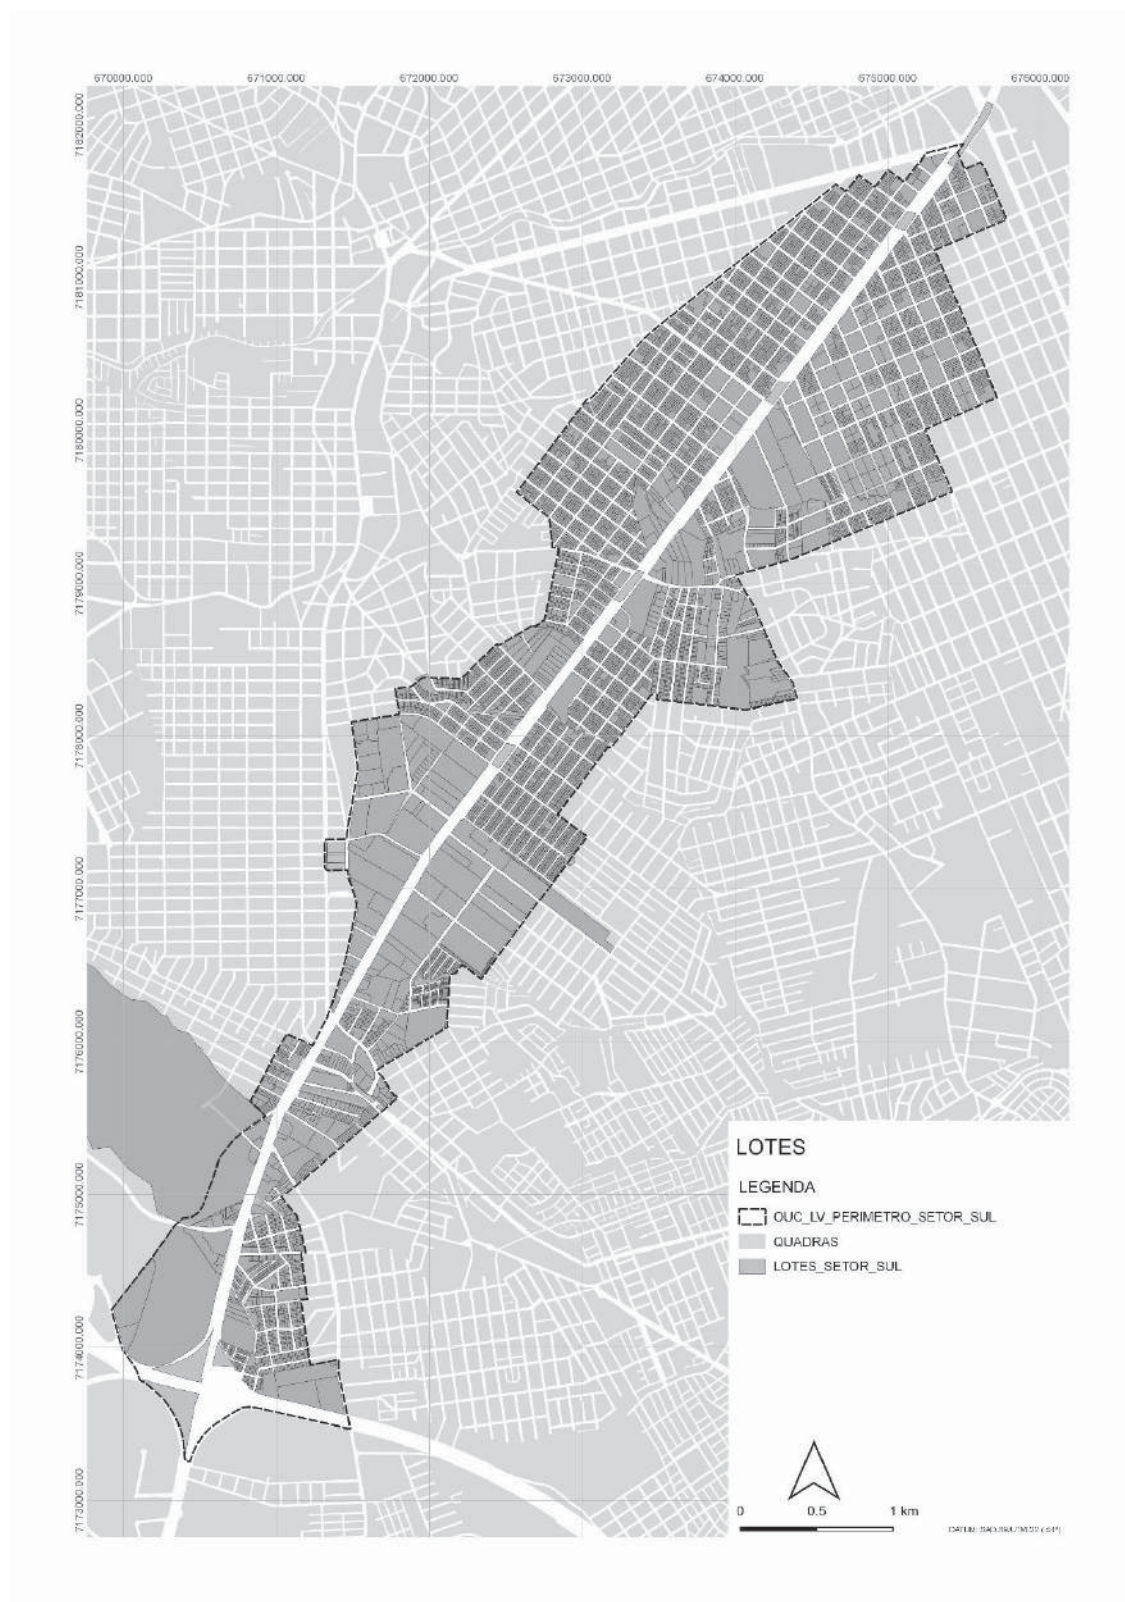 670000.000 671000.000 672000.000 673000.000 674000.000 675000.000 676000.000
7182000.000
7181000.000
7180000.000
7179000.000
7178000.000
7177000.000
7176000.000
7175000.000
7174000.000
7173000.000
LOTES
LEGENDA
OUC_LV_PERIMETRO_SETOR_SUL
QUADRAS
LOTES_SETOR_SUL
0 0.5 1 km